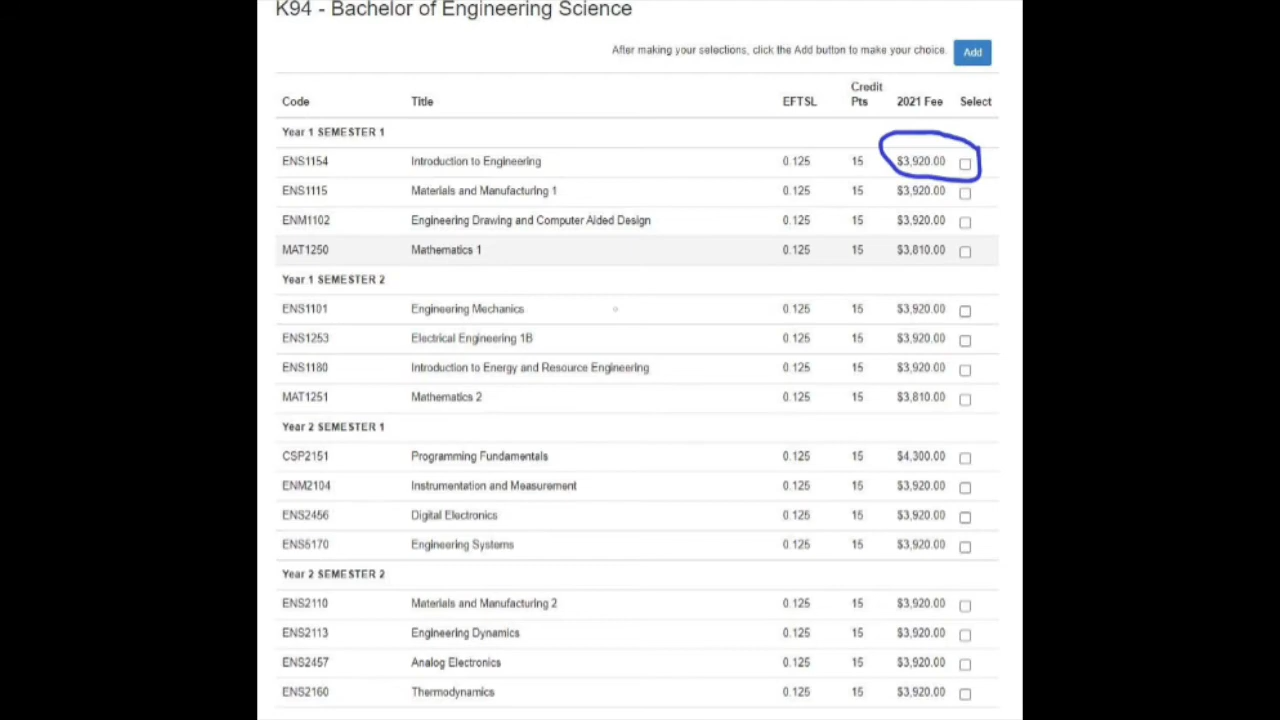 K94 - Bachelor of Engineering Science
After making your selections, click the Add button to make your choice. Add
Code Title EFTSL Credit Pts 2021 Fee Select
Year 1 SEMESTER 1
ENS1154 Introduction to Engineering 0.125 15 $3,920.00
ENS1115 Materials and Manufacturing 1 0.125 15 $3,920.00
ENM1102 Engineering Drawing and Computer Aided Design 0.125 15 $3,920.00
MAT1250 Mathematics 1 0.125 15 $3,810.00
Year 1 SEMESTER 2
ENS1101 Engineering Mechanics 0.125 15 $3,920.00
ENS1253 Electrical Engineering 1B 0.125 15 $3,920.00
ENS1180 Introduction to Energy and Resource Engineering 0.125 15 $3,920.00
MAT1251 Mathematics 2 0.125 15 $3,810.00
Year 2 SEMESTER 1
CSP2151 Programming Fundamentals 0.125 15 $4,300.00
ENM2104 Instrumentation and Measurement 0.125 15 $3,920.00
ENS2456 Digital Electronics 0.125 15 $3,920.00
ENS5170 Engineering Systems 0.125 15 $3,920.00
Year 2 SEMESTER 2
ENS2110 Materials and Manufacturing 2 0.125 15 $3,920.00
ENS2113 Engineering Dynamics 0.125 15 $3,920.00
ENS2457 Analog Electronics 0.125 15 $3,920.00
ENS2160 Thermodynamics 0.125 15 $3,920.00